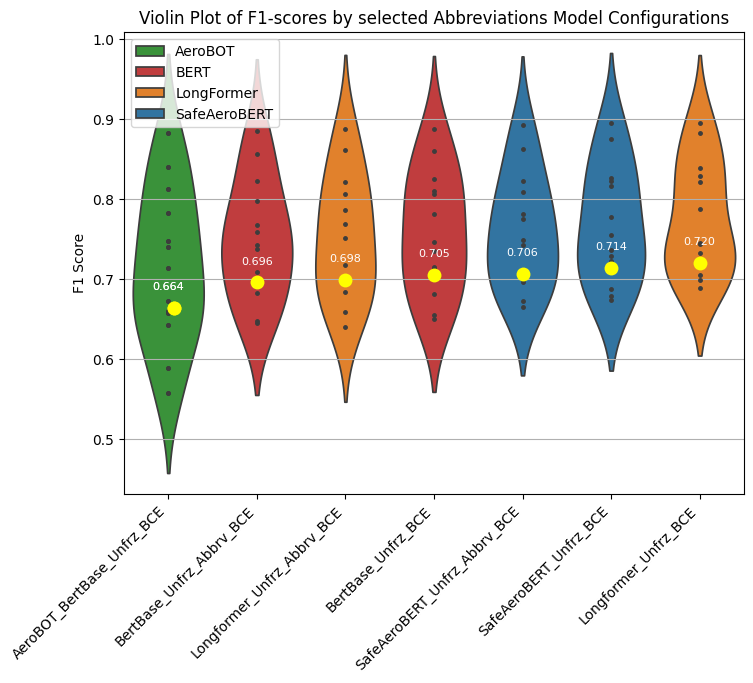 Violin Plot of F1-scores by selected Abbreviations Model Configurations
AeroBOT
BERT
LongFormer
SafeAeroBERT
F1 Score
1.0
0.9
0.8
0.7
0.6
0.5
0.664
0.696
0.698
0.705
0.706
0.714
0.720
AeroBOT_BertBase_Unfrz_BCE
BertBase_Unfrz_Abbrv_BCE
Longformer_Unfrz_Abbrv_BCE
BertBase_Unfrz_BCE
SafeAeroBERT_Unfrz_Abbrv_BCE
SafeAeroBERT_Unfrz_BCE
Longformer_Unfrz_BCE